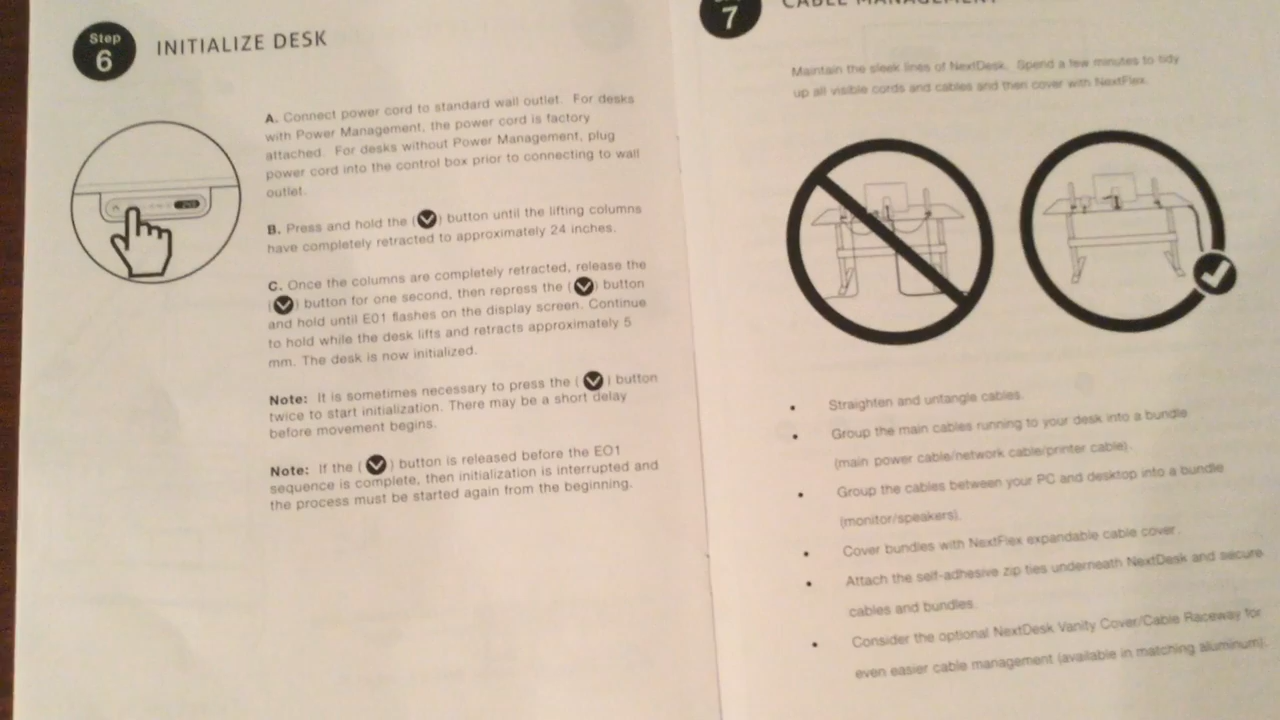 Step
6
INITIALIZE DESK
A. Connect power cord to standard wall outlet. For desks
with Power Management, the power cord is factory
attached. For desks without Power Management, plug
power cord into the control box prior to connecting to wall
outlet.
B. Press and hold the ( ) button until the lifting columns
have completely retracted to approximately 24 inches.
C. Once the columns are completely retracted, release the
( ) button for one second, then repress the ( ) button
and hold until E01 flashes on the display screen. Continue
to hold while the desk lifts and retracts approximately 5
mm. The desk is now initialized.
Note: It is sometimes necessary to press the ( ) button
twice to start initialization. There may be a short delay
before movement begins.
Note: If the ( ) button is released before the EO1
sequence is complete, then initialization is interrupted and
the process must be started again from the beginning.
7
CABLE MANAGEMENT
Maintain the sleek lines of NextDesk. Spend a few minutes to tidy
up all visible cords and cables and then cover with NextFlex.
• Straighten and untangle cables.
• Group the main cables running to your desk into a bundle
(main power cable/network cable/printer cable).
• Group the cables between your PC and desktop into a bundle
(monitor/speakers).
• Cover bundles with NextFlex expandable cable cover.
• Attach the self-adhesive zip ties underneath NextDesk and secure
cables and bundles.
• Consider the optional NextDesk Vanity Cover/Cable Raceway for
even easier cable management (available in matching aluminum).